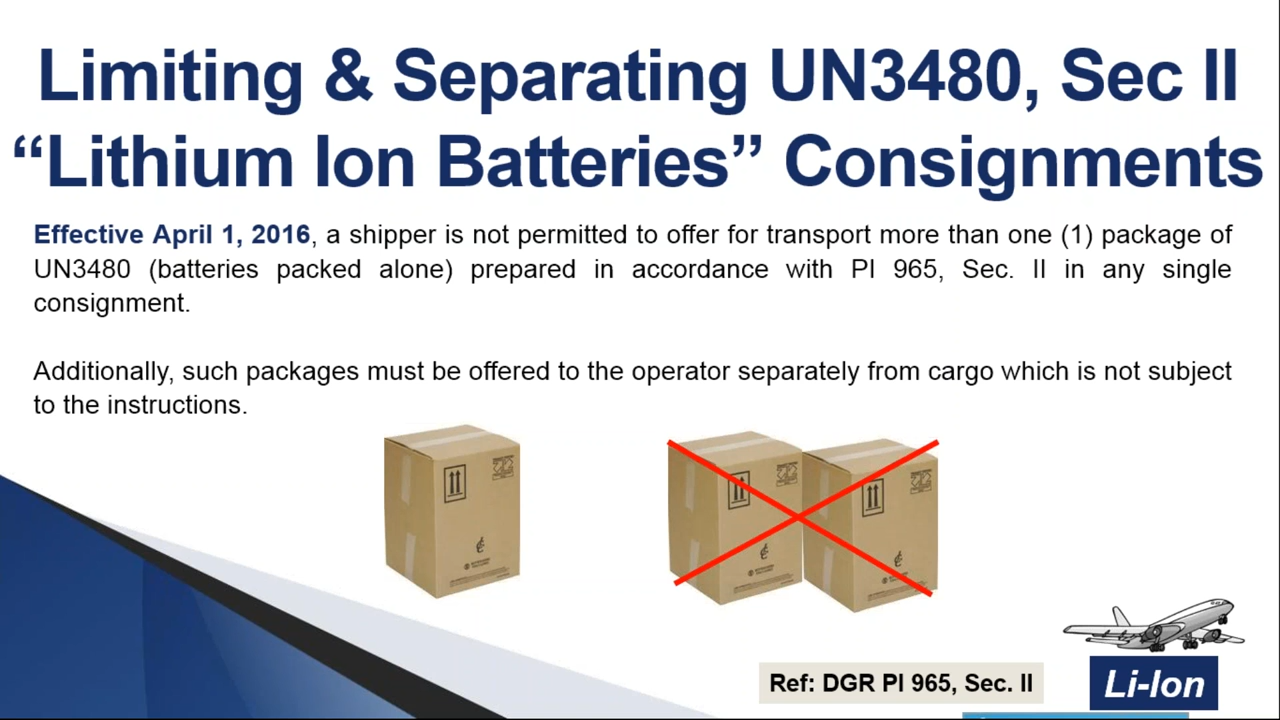 Limiting & Separating UN3480, Sec II
“Lithium Ion Batteries” Consignments
Effective April 1, 2016, a shipper is not permitted to offer for transport more than one (1) package of
UN3480 (batteries packed alone) prepared in accordance with PI 965, Sec. II in any single
consignment.
Additionally, such packages must be offered to the operator separately from cargo which is not subject
to the instructions.
Ref: DGR PI 965, Sec. II
Li-Ion